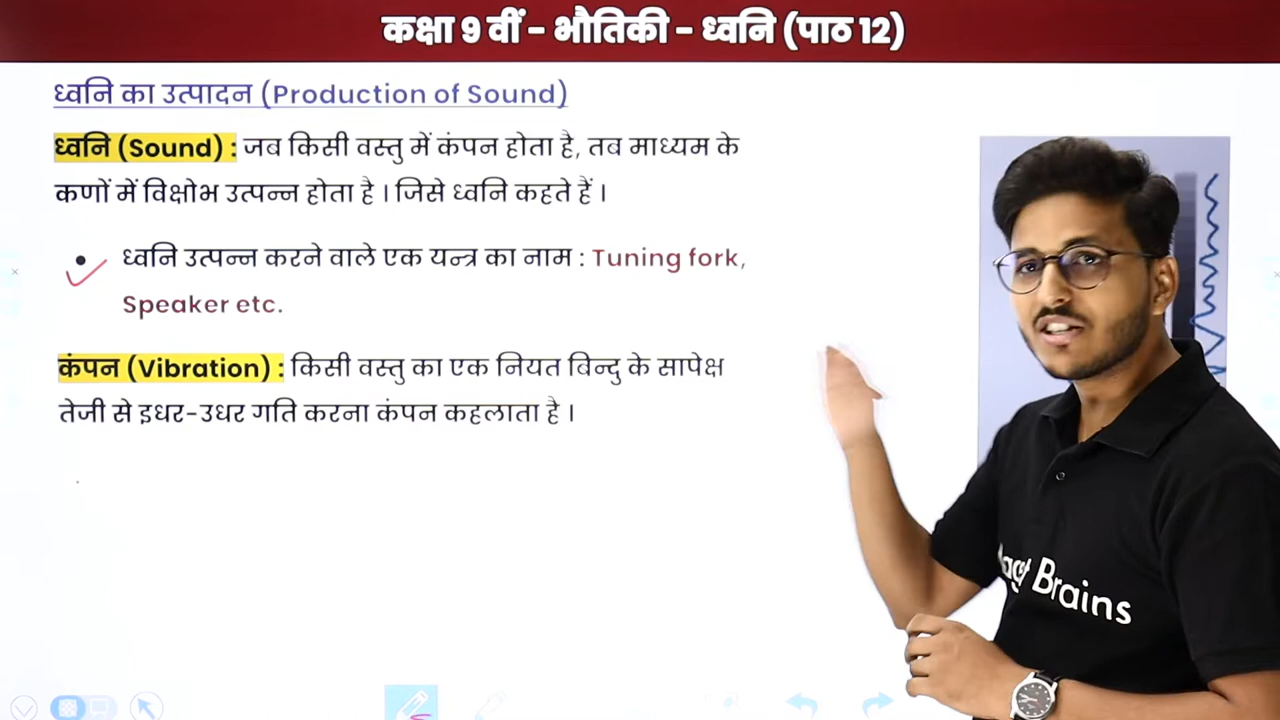 कक्षा 9 वीं - भौतिकी - ध्वनि (पाठ 12)
ध्वनि का उत्पादन (Production of Sound)
ध्वनि (Sound) : जब किसी वस्तु में कंपन होता है, तब माध्यम के
कणों में विक्षोभ उत्पन्न होता है । जिसे ध्वनि कहते हैं ।
• ध्वनि उत्पन्न करने वाले एक यन्त्र का नाम : Tuning fork,
Speaker etc.
कंपन (Vibration) : किसी वस्तु का एक नियत बिन्दु के सापेक्ष
तेजी से इधर-उधर गति करना कंपन कहलाता है ।
Brains